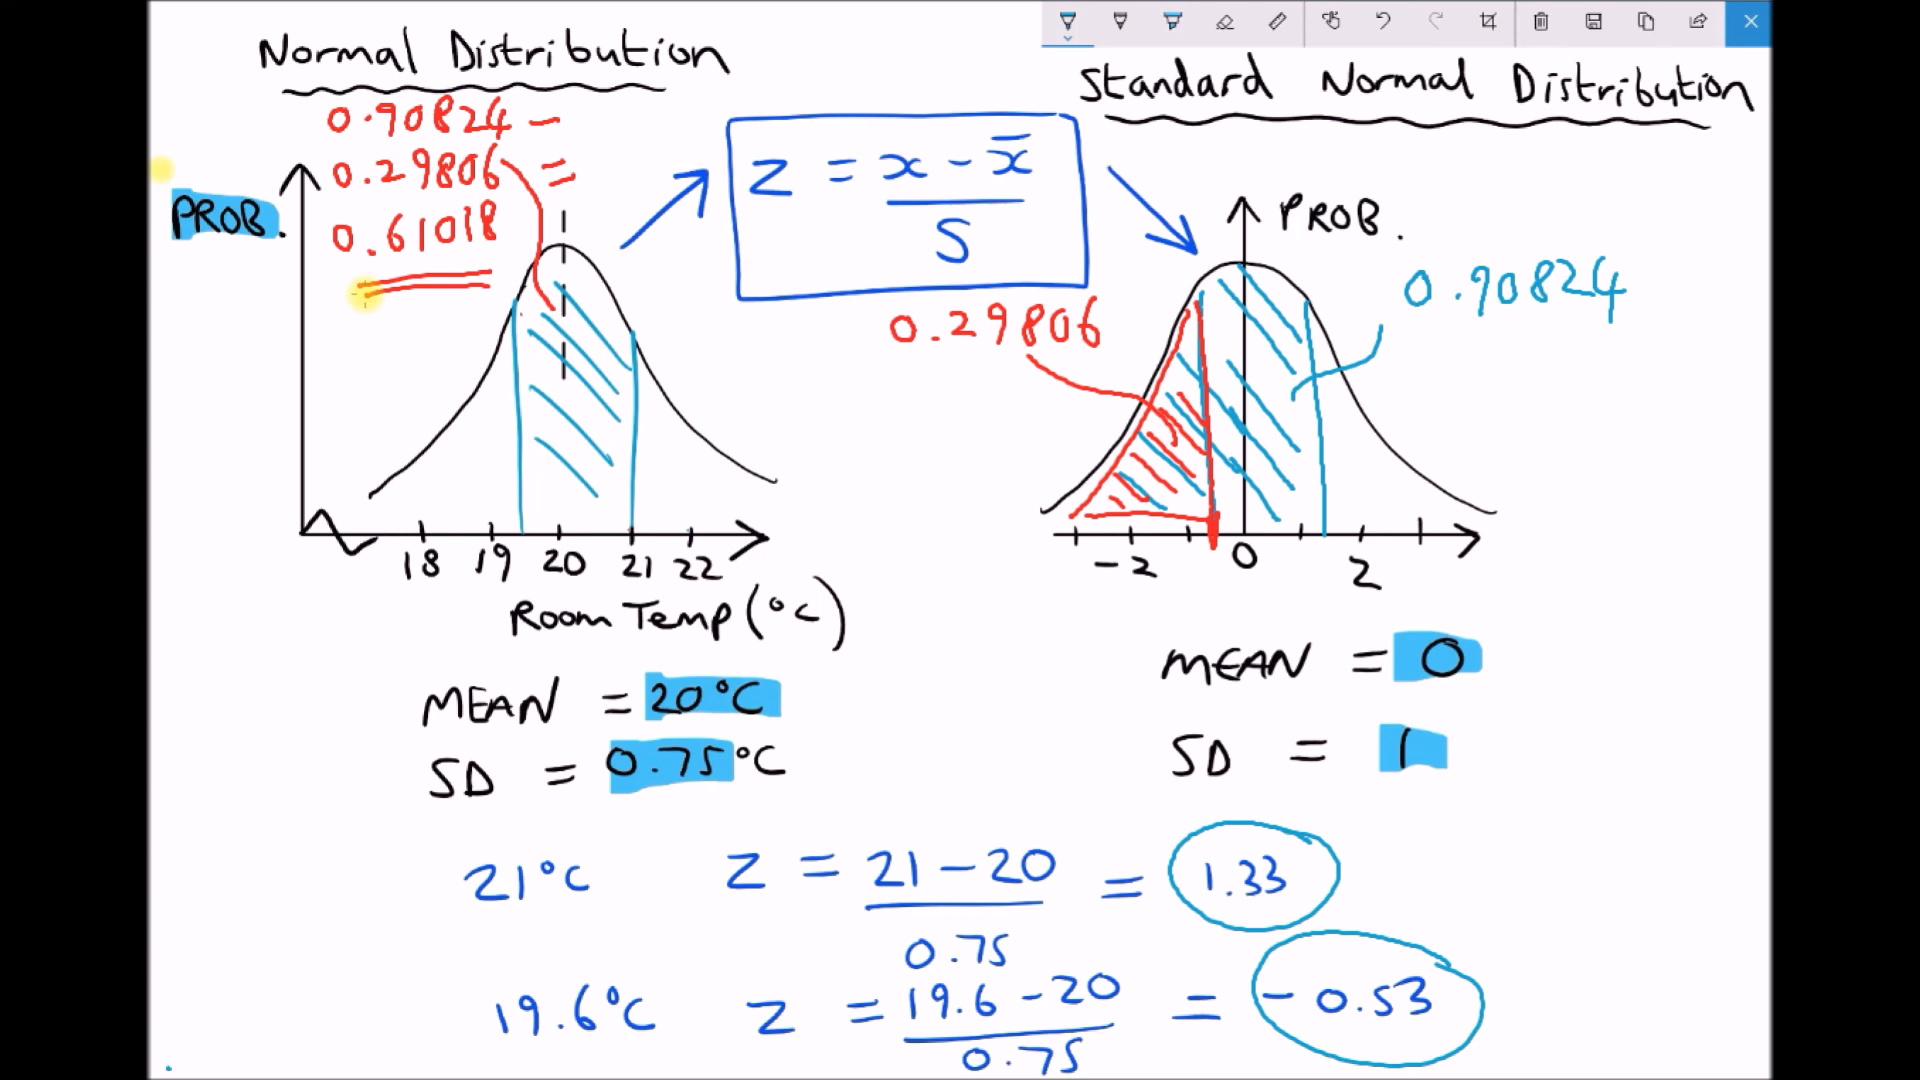 Normal Distribution
0.90824 -
0.29806 =
0.61018
PROB.
18 19 20 21 22
Room Temp (°C)
MEAN = 20°C
SD = 0.75°C
z = x - x̄
S
Standard Normal Distribution
PROB.
0.90824
0.29806
-2 0 2
MEAN = 0
SD = 1
21°C z = 21 - 20 = 1.33
0.75
19.6°C z = 19.6 - 20 = -0.53
0.75